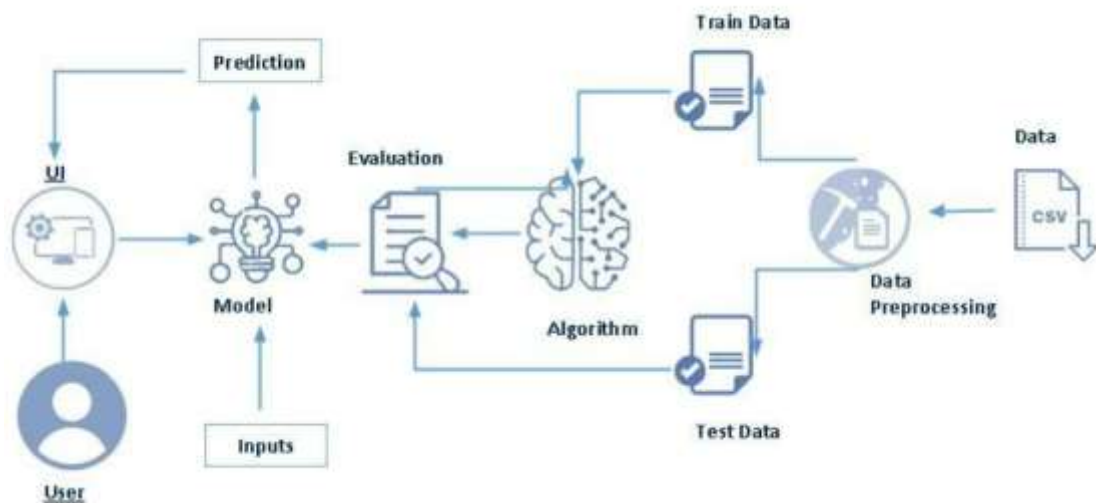 Train Data
Prediction
Data
Evaluation
UI
CSV
Model
Data
Preprocessing
Algorithm
Inputs
Test Data
User